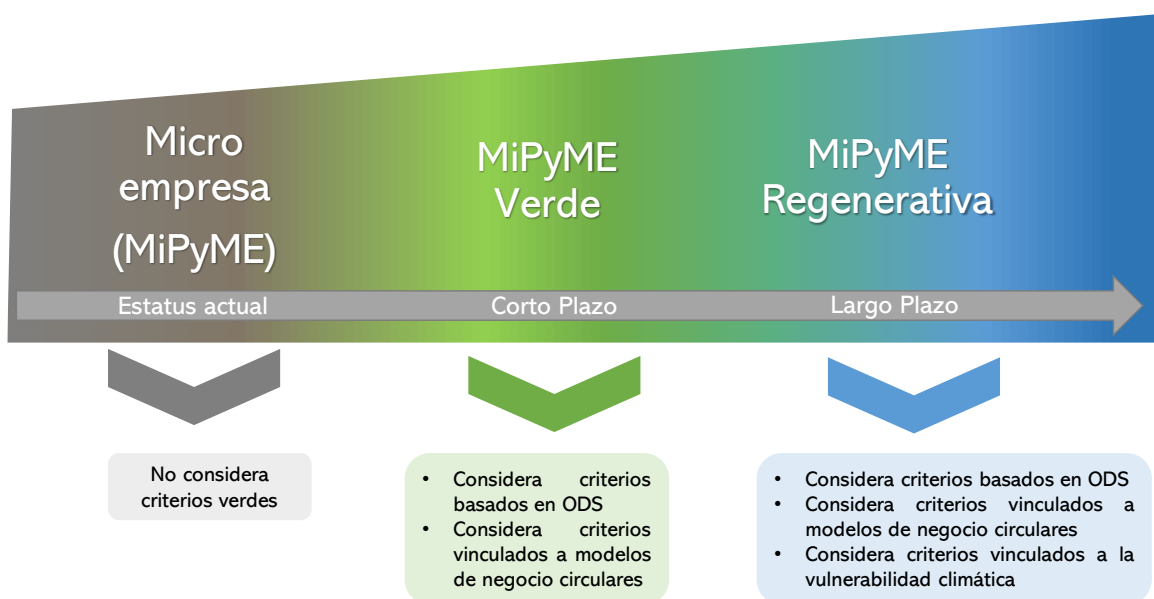 Micro
empresa
(MiPyME)
MiPyME
Verde
MiPyME
Regenerativa
Estatus actual
Corto Plazo
Largo Plazo
No considera
criterios verdes
• Considera criterios
basados en ODS
• Considera criterios
vinculados a modelos
de negocio circulares
• Considera criterios basados en ODS
• Considera criterios vinculados a
modelos de negocio circulares
• Considera criterios vinculados a la
vulnerabilidad climática